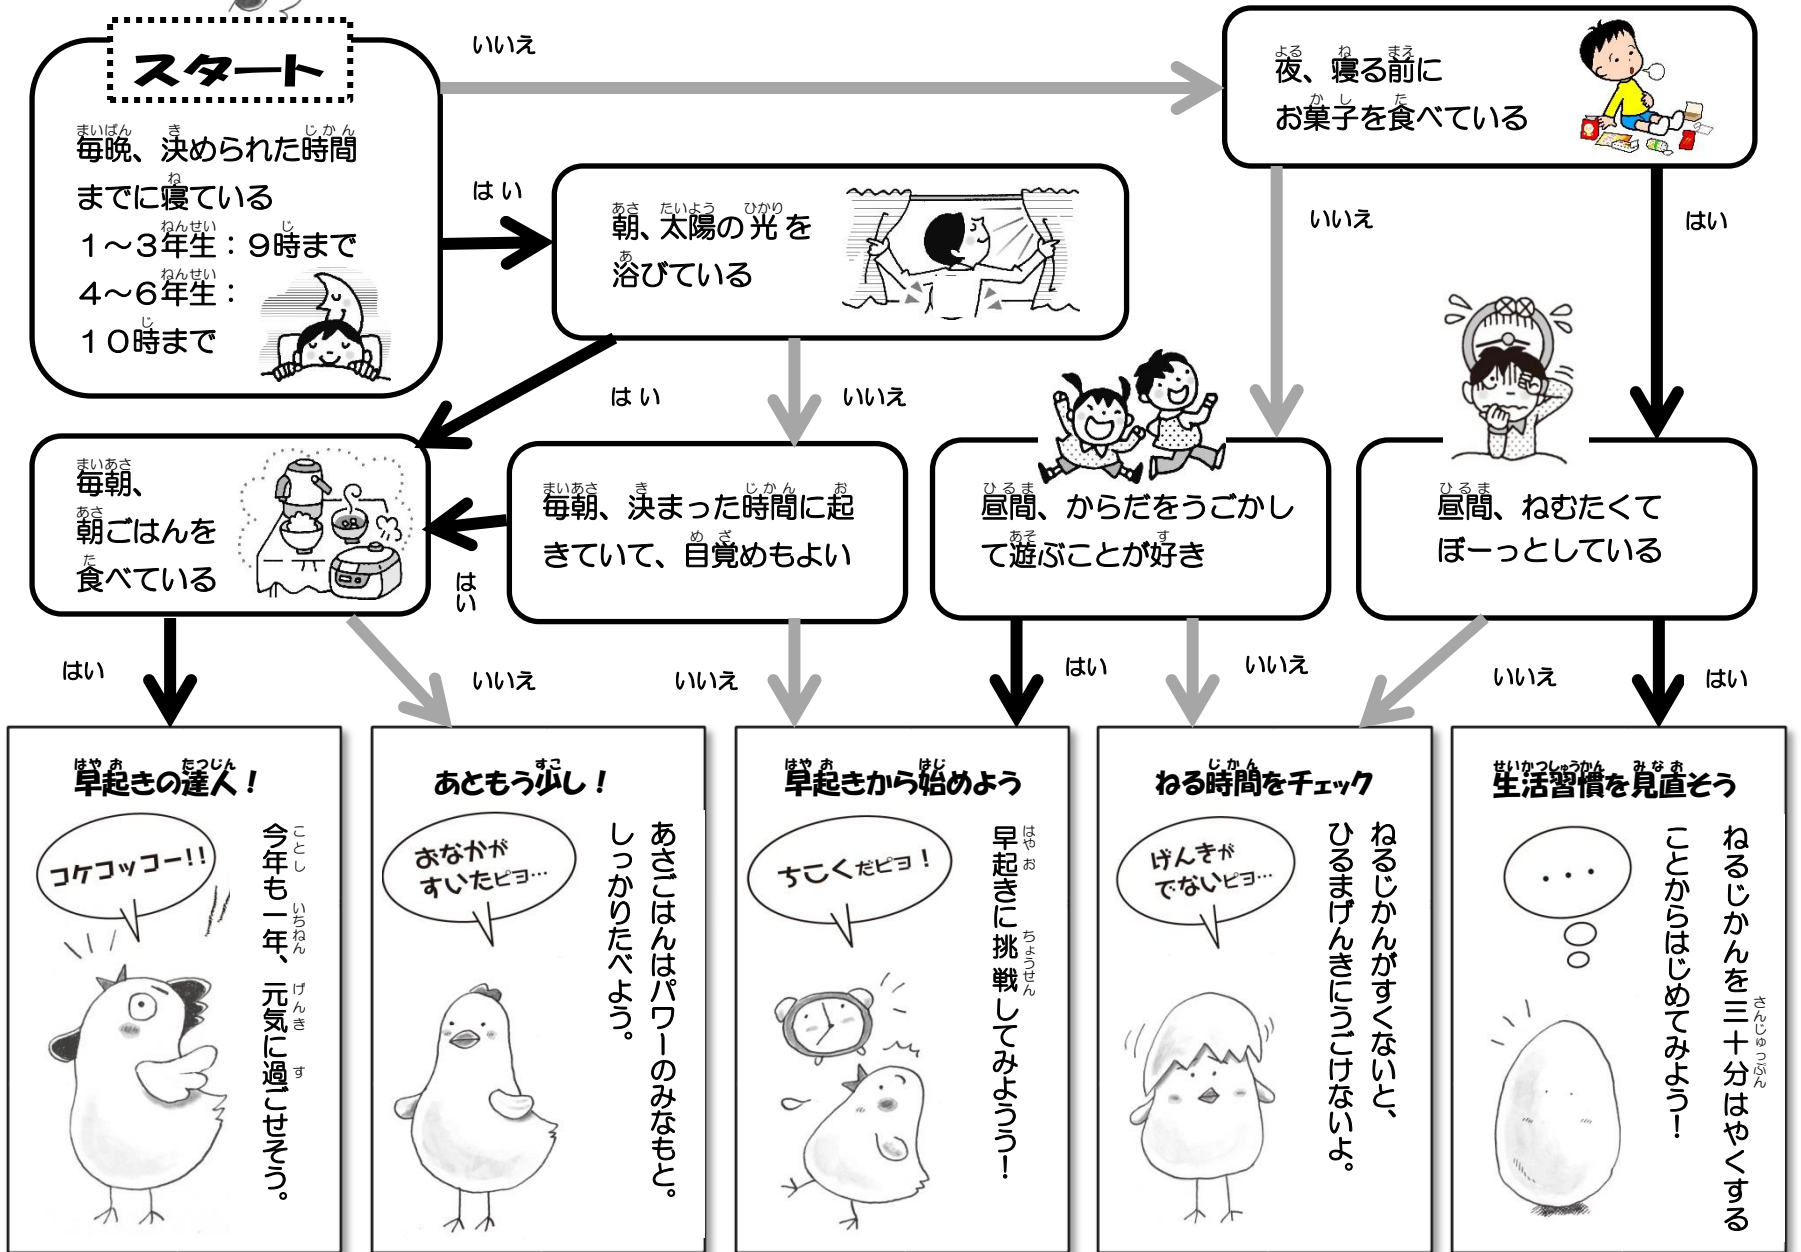 スタート
毎晩、決められた時間
までに寝ている
1～3年生：9時まで
4～6年生：
10時まで
いいえ
はい
夜、寝る前に
お菓子を食べている
朝、太陽の光を
浴びている
いいえ
はい
はい
いいえ
毎朝、
朝ごはんを
食べている
はい
毎朝、決まった時間に起
きていて、目覚めもよい
昼間、からだをうごかし
て遊ぶことが好き
昼間、ねむたくて
ぼーっとしている
はい
いいえ
いいえ
はい
いいえ
いいえ
はい
早起きの達人！
コケコッコー!!
今年も一年、元気に過ごせそう。
あともう少し！
おなかが
すいたピヨ…
あさごはんはパワーのみなもと。
しっかりたべよう。
早起きから始めよう
ちこくだピヨ！
早起きに挑戦してみようう！
ねる時間をチェック
げんきが
でないピヨ…
ねるじかんがすくないと、
ひるまげんきにうごけないよ。
生活習慣を見直そう
・・・
ねるじかんを三十分はやくする
ことからはじめてみよう！